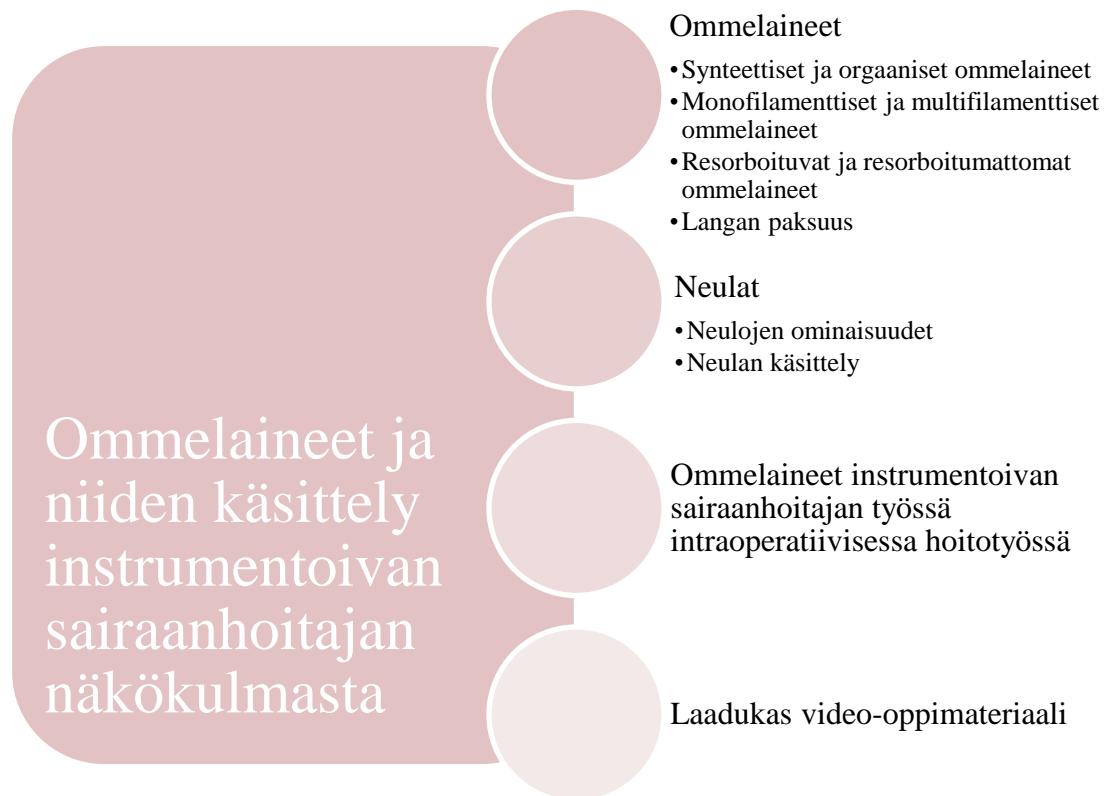 Ommelaineet
•Synteettiset ja orgaaniset ommelaineet
•Monofilamenttiset ja multifilamenttiset
ommelaineet
•Resorboituvat ja resorboitumattomat
ommelaineet
•Langan paksuus
Neulat
•Neulojen ominaisuudet
•Neulan käsittely
Ommelaineet ja
niiden käsittely
instrumentoivan
sairaanhoitajan
näkökulmasta
Ommelaineet instrumentoivan
sairaanhoitajan työssä
intraoperatiivisessa hoitotyössä
Laadukas video-oppimateriaali